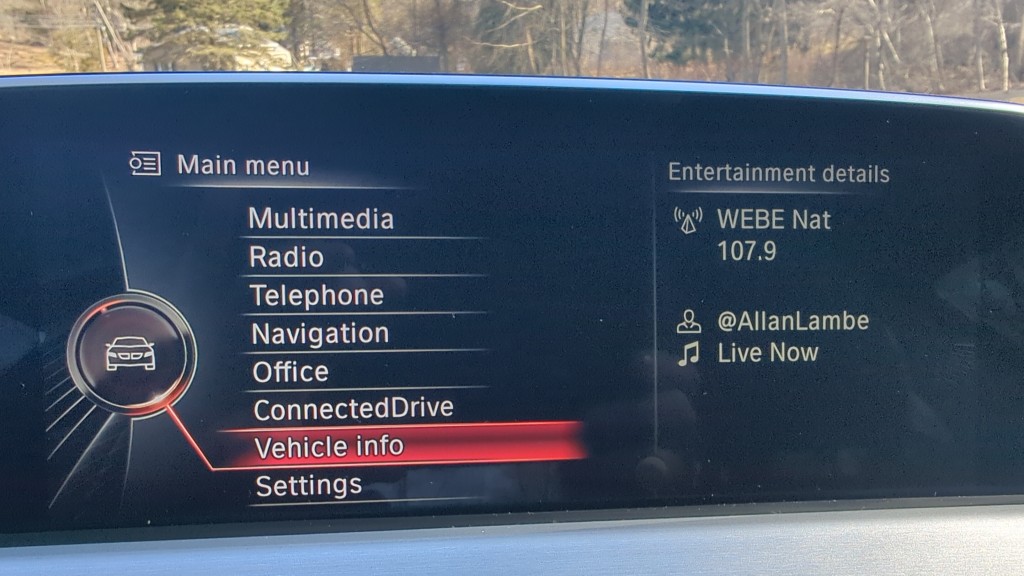 Main menu
Multimedia
Radio
Telephone
Navigation
Office
ConnectedDrive
Vehicle info
Settings
Entertainment details
WEBE Nat
107.9
@AllanLambe
Live Now